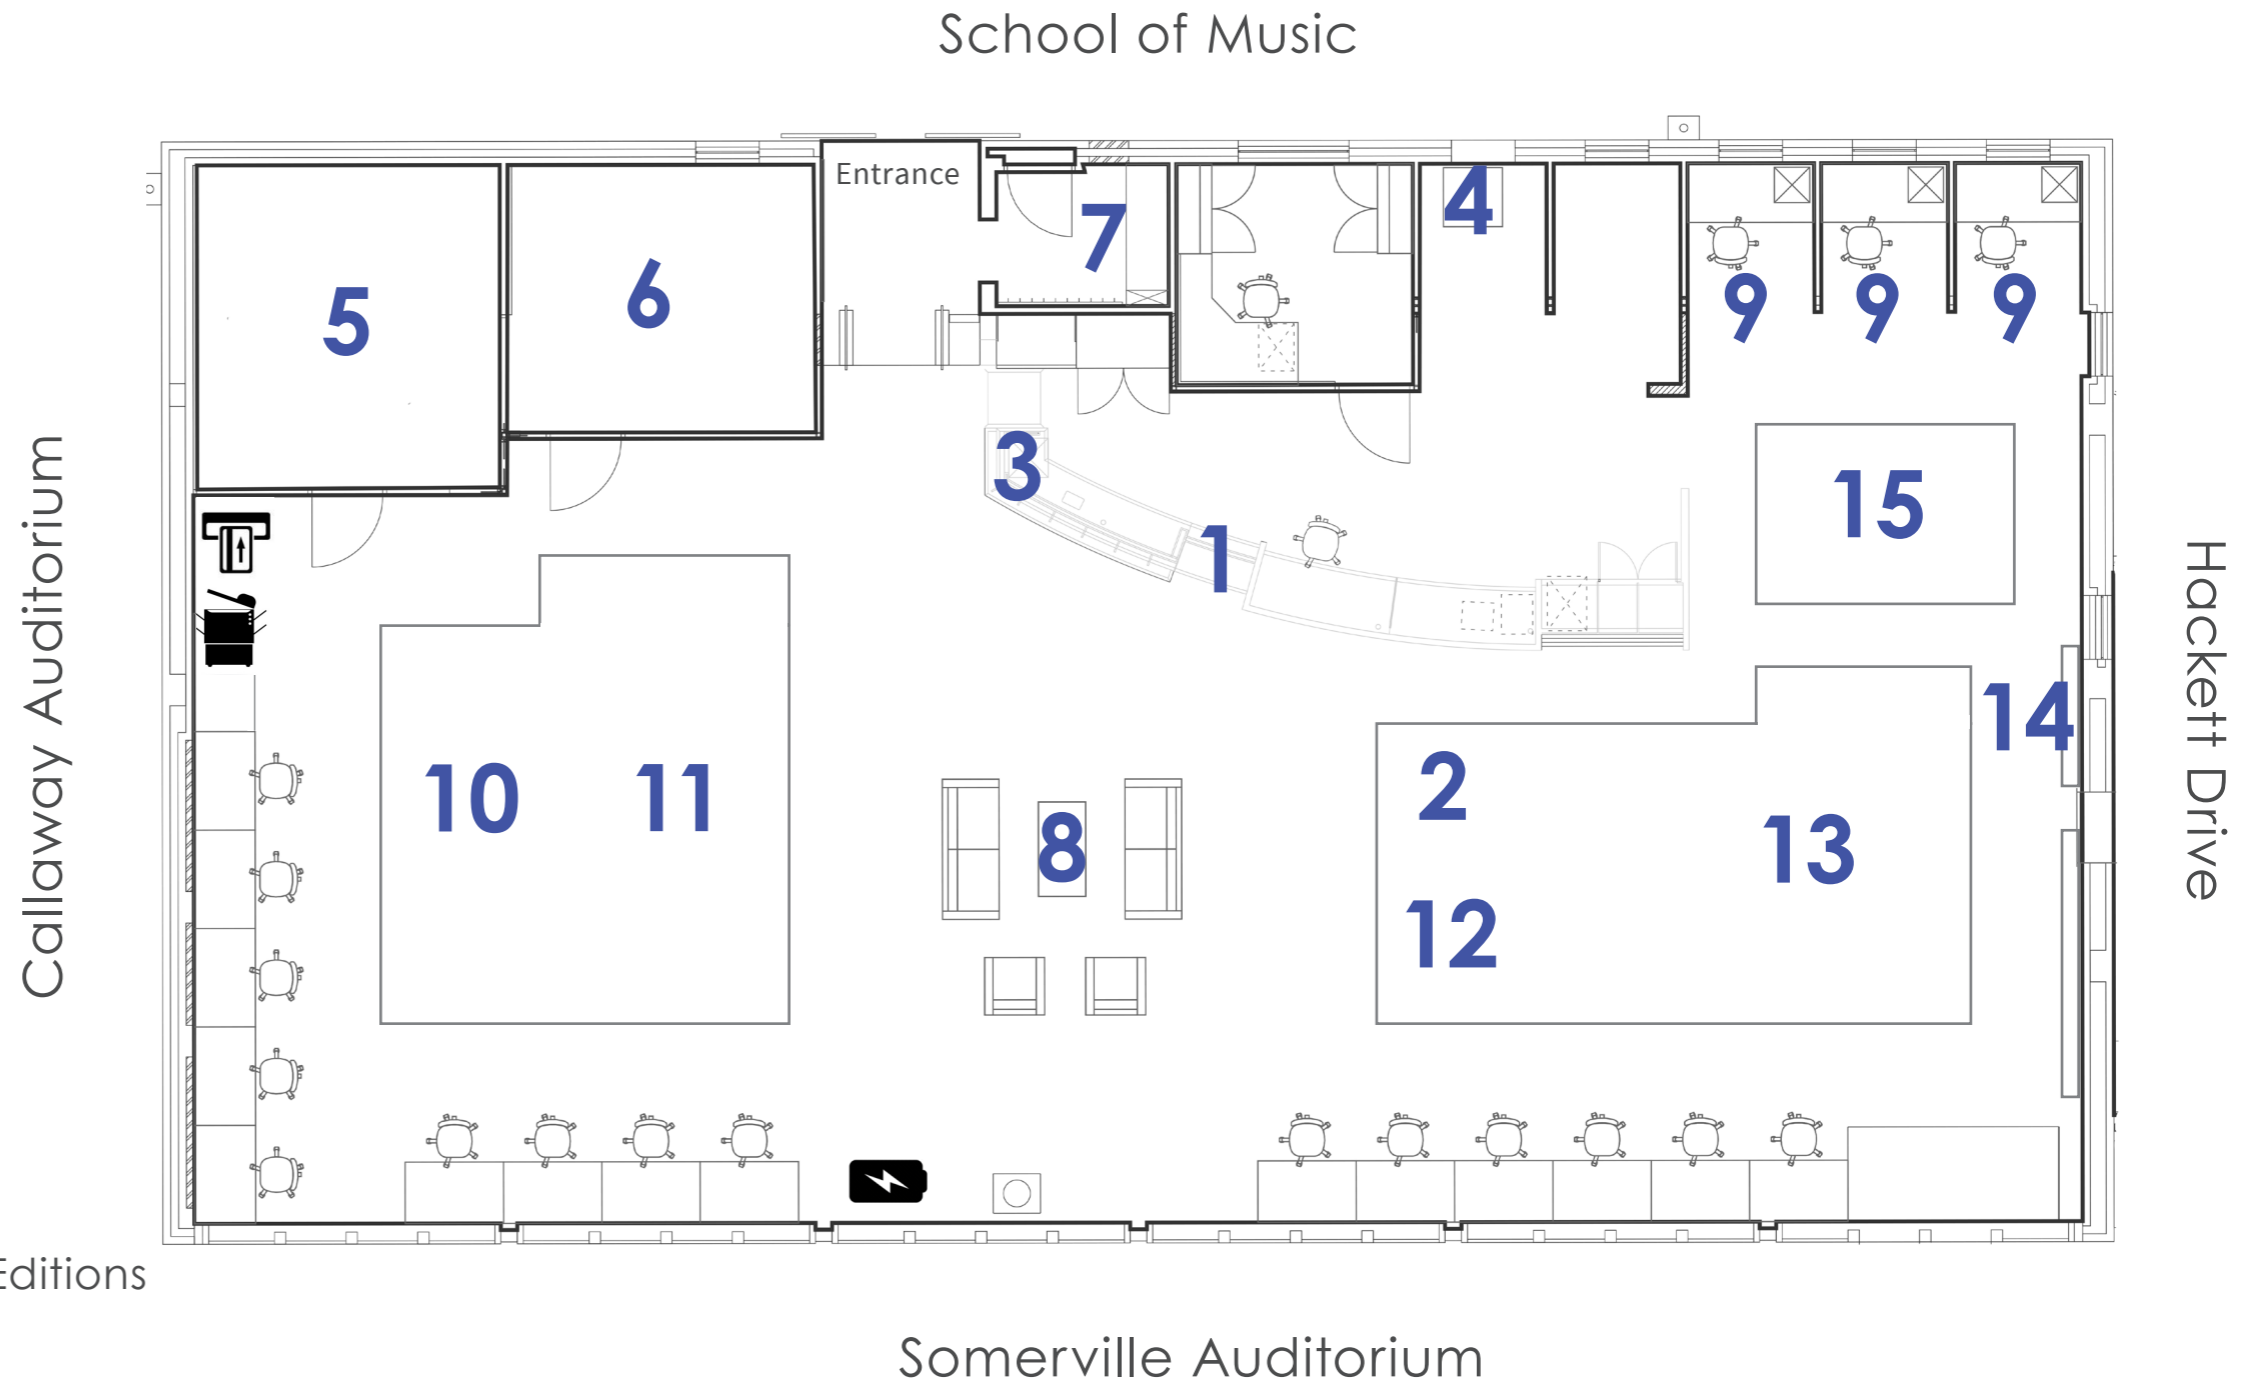 School of Music
Entrance
4
7
6
5
9 9 9
3
15
1
Callaway Auditorium
Hackett Drive
14
2
10 11
8
13
12
Editions
Somerville Auditorium